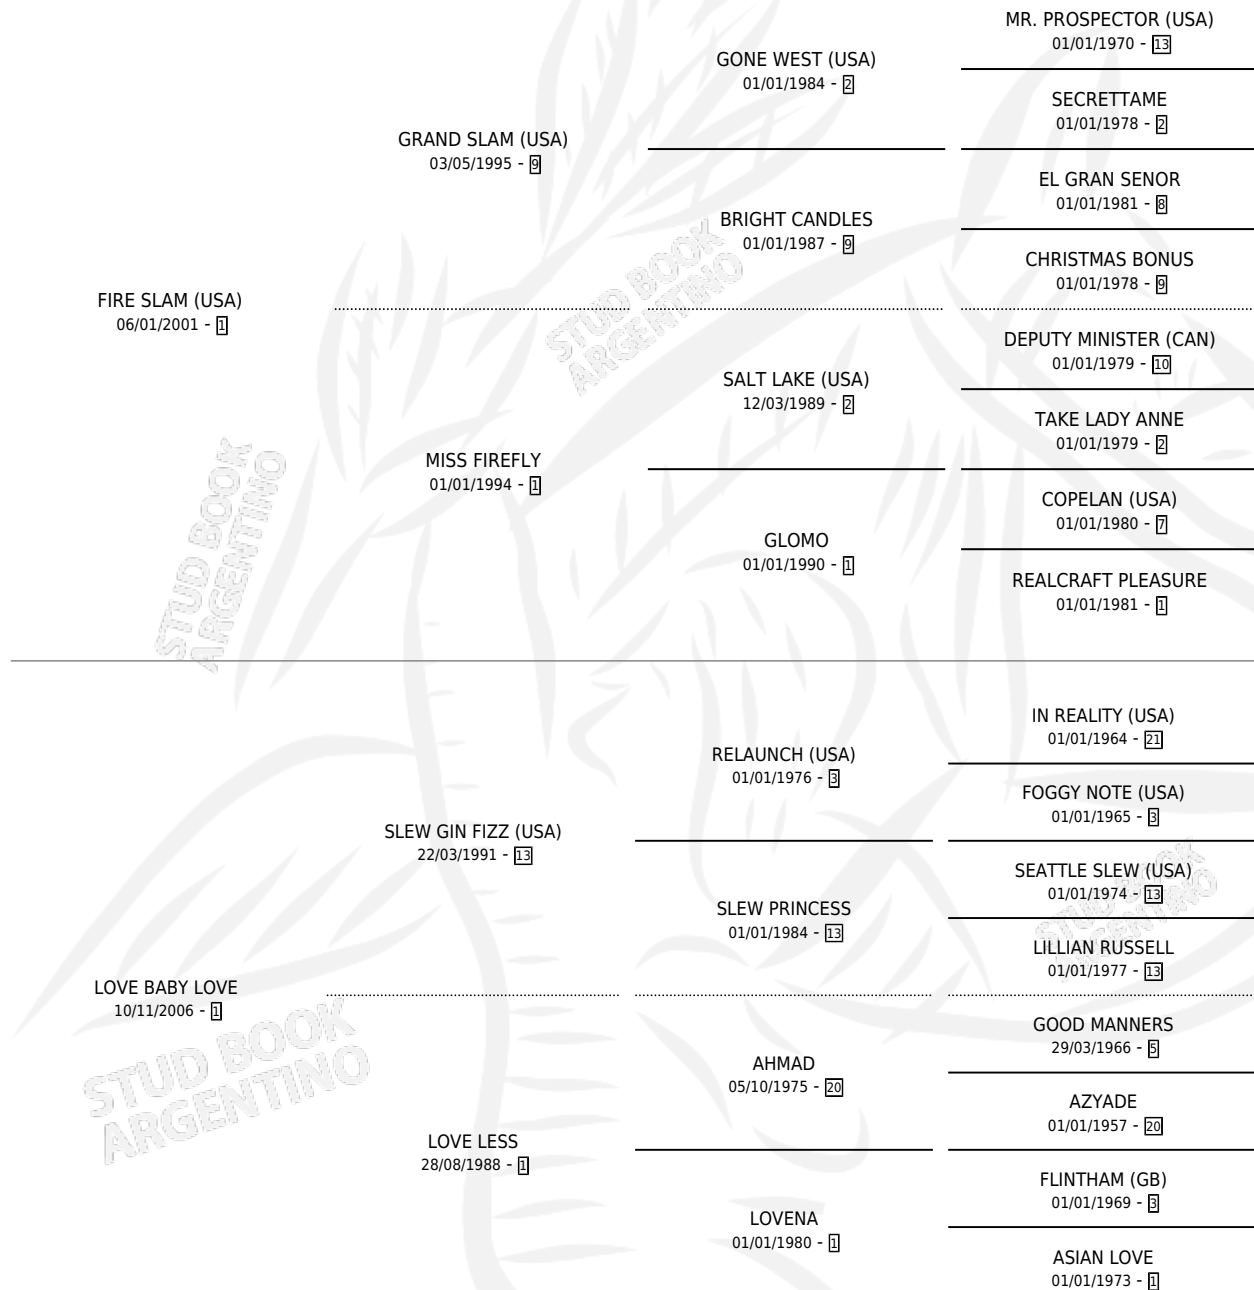 MR. PROSPECTOR (USA)
01/01/1970 - 13
GONE WEST (USA)
01/01/1984 - 2
SECRETTAME
01/01/1978 - 2
GRAND SLAM (USA)
03/05/1995 - 9
EL GRAN SENOR
01/01/1981 - 8
BRIGHT CANDLES
01/01/1987 - 9
CHRISTMAS BONUS
01/01/1978 - 9
FIRE SLAM (USA)
06/01/2001 - 1
DEPUTY MINISTER (CAN)
01/01/1979 - 10
SALT LAKE (USA)
12/03/1989 - 2
TAKE LADY ANNE
01/01/1979 - 2
MISS FIREFLY
01/01/1994 - 1
COPELAN (USA)
01/01/1980 - 7
GLOMO
01/01/1990 - 1
REALCRAFT PLEASURE
01/01/1981 - 1
STUD BOOK
ARGENTINO
STUD BOOK
ARGENTINO
IN REALITY (USA)
01/01/1964 - 21
RELAUNCH (USA)
01/01/1976 - 3
FOGGY NOTE (USA)
01/01/1965 - 3
SLEW GIN FIZZ (USA)
22/03/1991 - 13
SEATTLE SLEW (USA)
01/01/1974 - 13
SLEW PRINCESS
01/01/1984 - 13
LILLIAN RUSSELL
01/01/1977 - 13
STUD BOOK
ARGENTINO
LOVE BABY LOVE
10/11/2006 - 1
GOOD MANNERS
29/03/1966 - 5
AHMAD
05/10/1975 - 20
AZYADE
01/01/1957 - 20
LOVE LESS
28/08/1988 - 1
FLINTHAM (GB)
01/01/1969 - 3
LOVENA
01/01/1980 - 1
ASIAN LOVE
01/01/1973 - 1
STUD BOOK
ARGENTINO